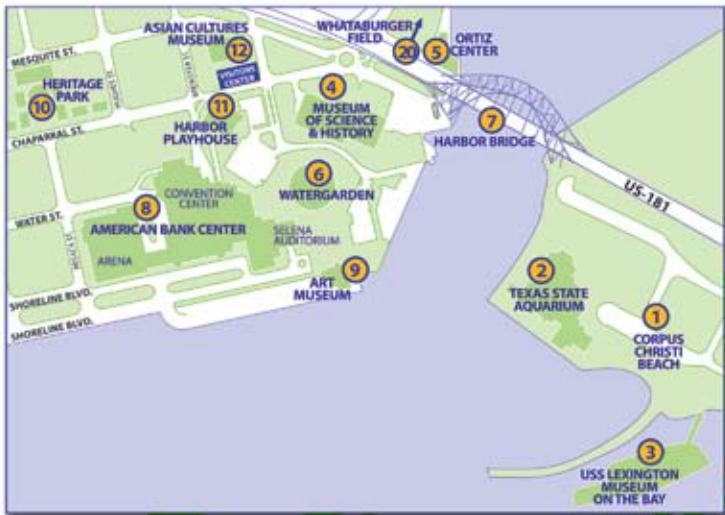 ASIAN CULTURES
MUSEUM
12
VISITORS
CENTER
WHATABURGER
FIELD
20
5
ORTIZ
CENTER
MESQUITE ST.
HERITAGE
PARK
10
CHAPARRAL ST.
11
HARBOR
PLAYHOUSE
4
MUSEUM
OF SCIENCE
& HISTORY
7
HARBOR BRIDGE
US-181
6
WATERGARDEN
CONVENTION
CENTER
WATER ST.
8
AMERICAN BANK CENTER
SELENA
AUDITORIUM
ARENA
9
ART
MUSEUM
SHORELINE BLVD.
SHORELINE BLVD.
2
TEXAS STATE
AQUARIUM
1
CORPUS
CHRISTI
BEACH
3
USS LEXINGTON
MUSEUM
ON THE BAY